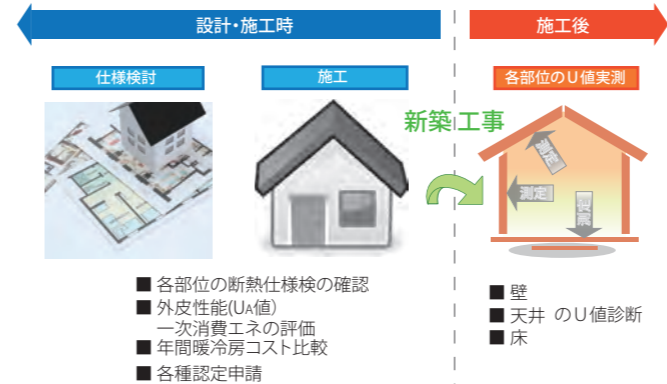 設計・施工時
施工後
仕様検討
施工
各部位のU値実測
新築工事
測定
測定
測定
■ 各部位の断熱仕様検の確認
■ 外皮性能(UA値)
一次消費エネの評価
■ 年間暖冷房コスト比較
■ 各種認定申請
■ 壁
■ 天井 のU値診断
■ 床